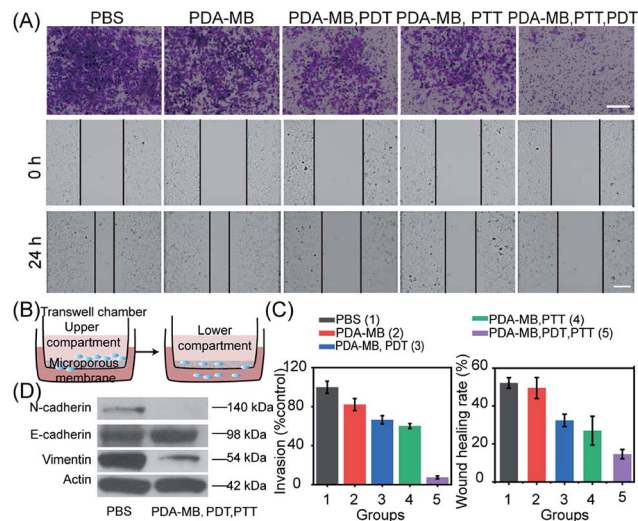 (A)
PBS PDA-MB PDA-MB,PDT PDA-MB, PTT PDA-MB,PTT,PDT
0 h
24 h
(B)
Transwell chamber
Upper
compartment
Microporous
membrane
Lower
compartment
(C)
PBS (1)
PDA-MB (2)
PDA-MB, PDT (3)
PDA-MB,PTT (4)
PDA-MB,PDT,PTT (5)
Invasion (%control)
120
80
40
0
1 2 3 4 5
Groups
Wound healing rate (%)
60
40
20
0
1 2 3 4 5
Groups
(D)
N-cadherin 140 kDa
E-cadherin 98 kDa
Vimentin 54 kDa
Actin 42 kDa
PBS PDA-MB, PDT,PTT